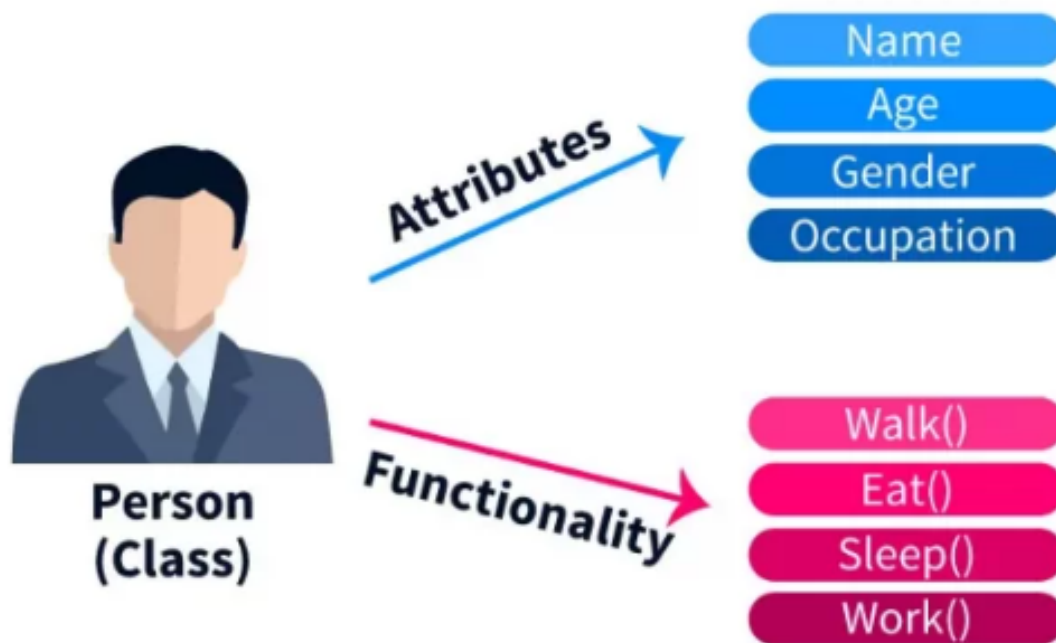 Person
(Class)
Attributes
Name
Age
Gender
Occupation
Functionality
Walk()
Eat()
Sleep()
Work()